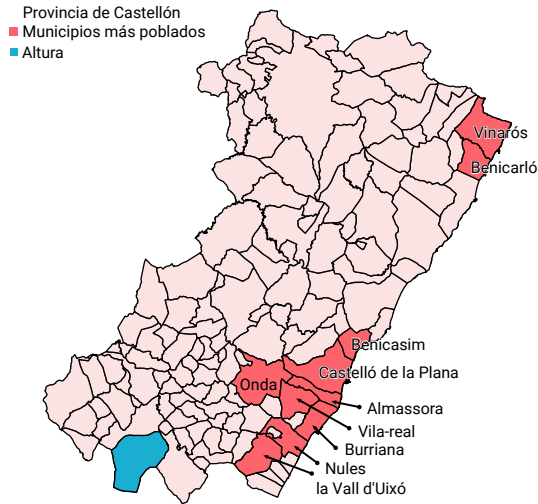 Provincia de Castellón
Municipios más poblados
Altura
Vinarós
Benicarló
Benicasim
Castelló de la Plana
Onda
Almassora
Vila-real
Burriana
Nules
la Vall d'Uixó